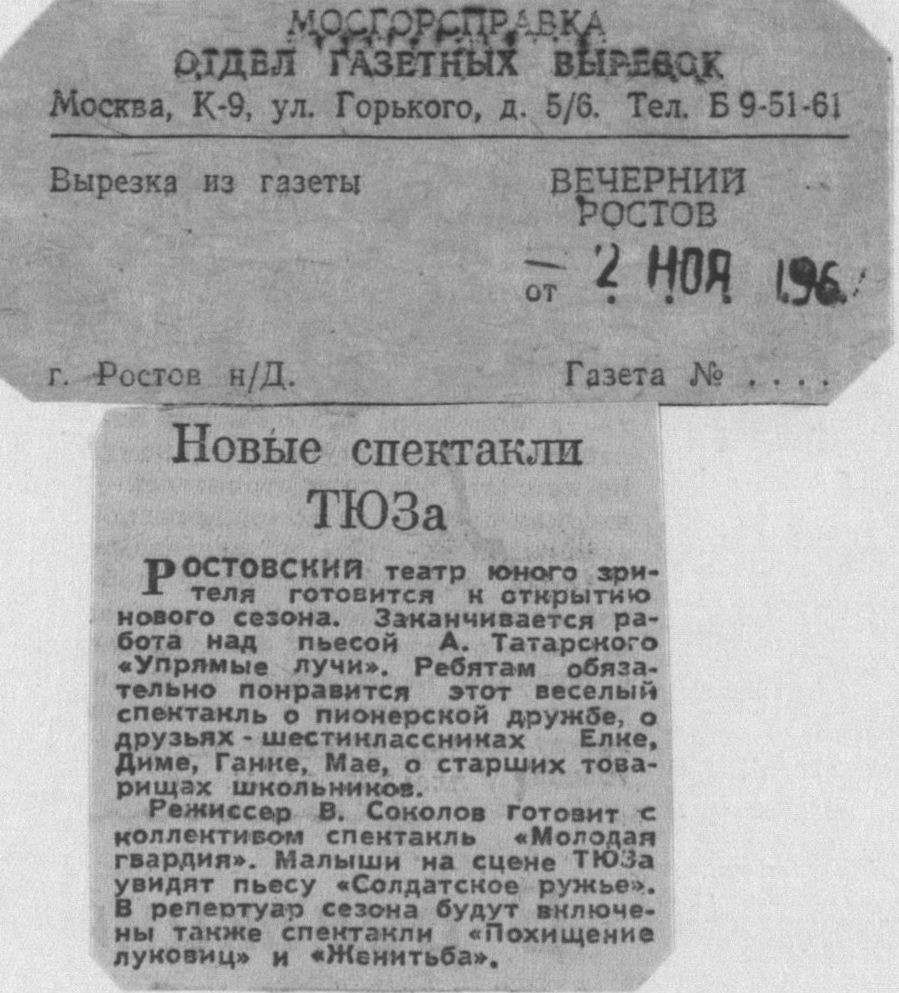 МОСГОРСПРАВКА
ОТДЕЛ ГАЗЕТНЫХ ВЫРЕЗОК
Москва, К-9, ул. Горького, д. 5/6. Тел. Б 9-51-61
Вырезка из газеты
ВЕЧЕРНИЙ
РОСТОВ
от 2 НОЯ 196.
г. Ростов н/Д.
Газета № . . . .
Новые спектакли
ТЮЗа
РОСТОВСКИЙ театр юного зри-
теля готовится к открытию
нового сезона. Заканчивается ра-
бота над пьесой А. Татарского
«Упрямые лучи». Ребятам обяза-
тельно понравится этот веселый
спектакль о пионерской дружбе, о
друзьях - шестиклассниках Елке,
Диме, Ганке, Мае, о старших това-
рищах школьников.
Режиссер В. Соколов готовит с
коллективом спектакль «Молодая
гвардия». Малыши на сцене ТЮЗа
увидят пьесу «Солдатское ружье».
В репертуар сезона будут включе-
ны также спектакли «Похищение
луковиц» и «Женитьба».